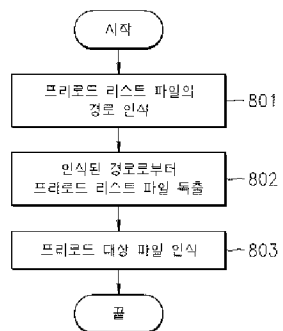 시작
프리로드 리스트 파일의
경로 인식
801
인식된 경로로부터
프리로드 리스트 파일 독출
802
프리로드 대상 파일 인식
803
끝